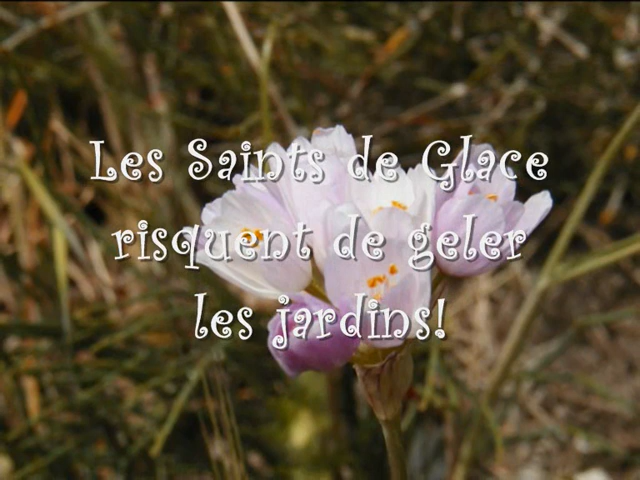 Les Saints de Glace
risquent de geler
les jardins!